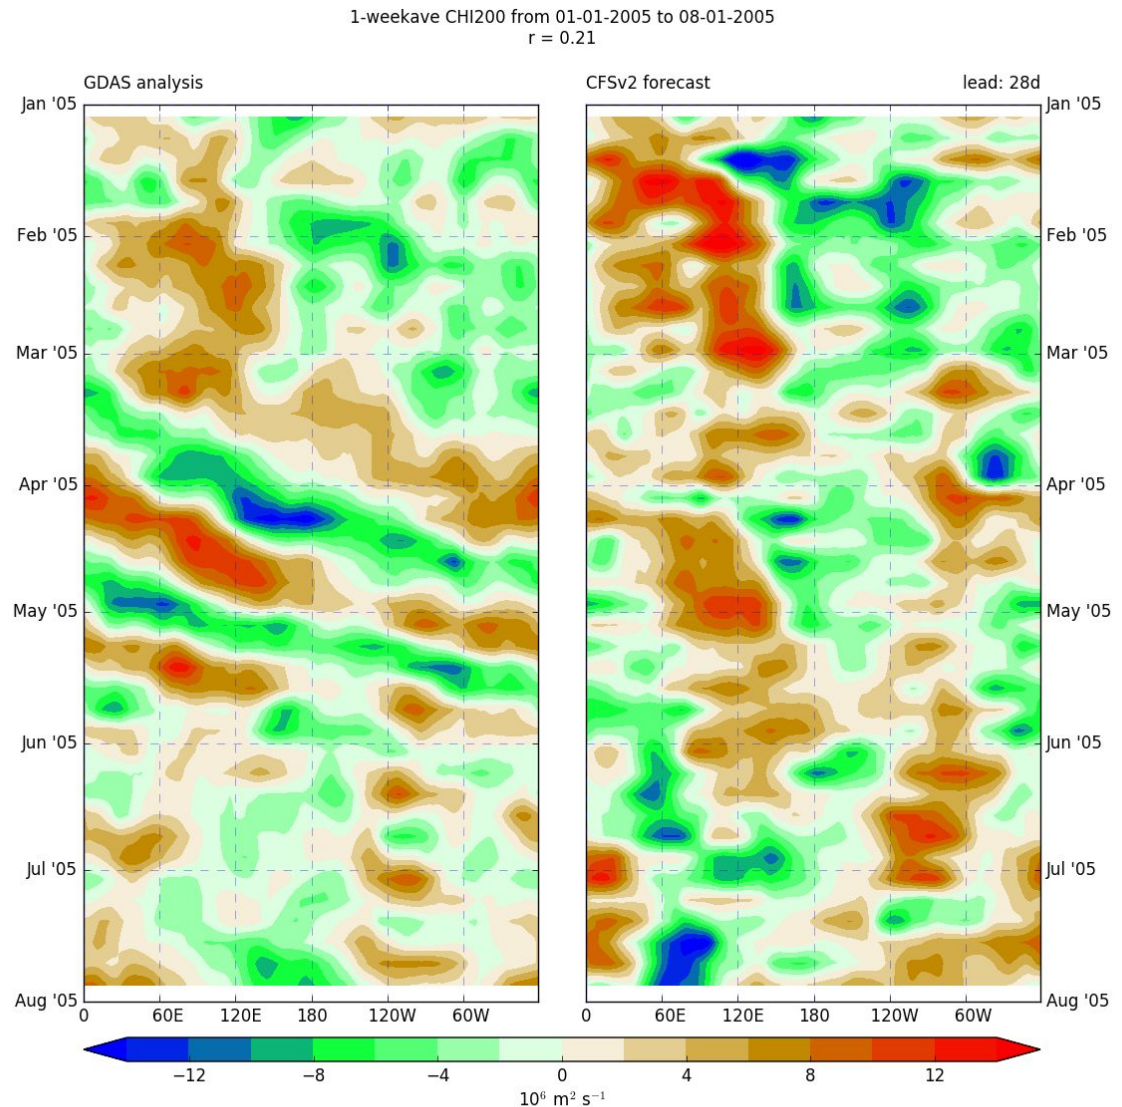 1-weekave CHI200 from 01-01-2005 to 08-01-2005
r = 0.21
GDAS analysis
CFSv2 forecast lead: 28d
Jan '05 Jan '05
Feb '05 Feb '05
Mar '05 Mar '05
Apr '05 Apr '05
May '05 May '05
Jun '05 Jun '05
Jul '05 Jul '05
Aug '05 Aug '05
0 60E 120E 180 120W 60W 0 60E 120E 180 120W 60W
−12 −8 −4 0 4 8 12
10⁶ m² s⁻¹